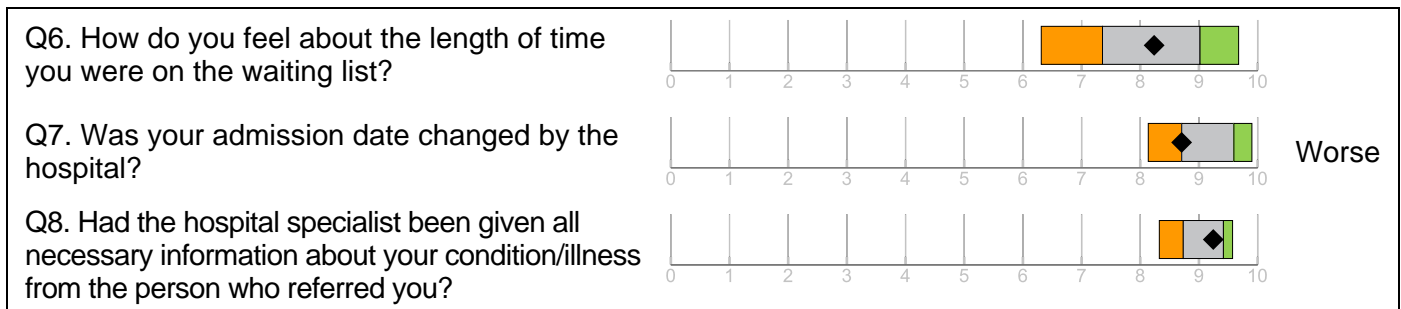 Q6. How do you feel about the length of time
you were on the waiting list?
0 1 2 3 4 5 6 7 8 9 10
Q7. Was your admission date changed by the
hospital?
Worse
0 1 2 3 4 5 6 7 8 9 10
Q8. Had the hospital specialist been given all
necessary information about your condition/illness
from the person who referred you?
0 1 2 3 4 5 6 7 8 9 10